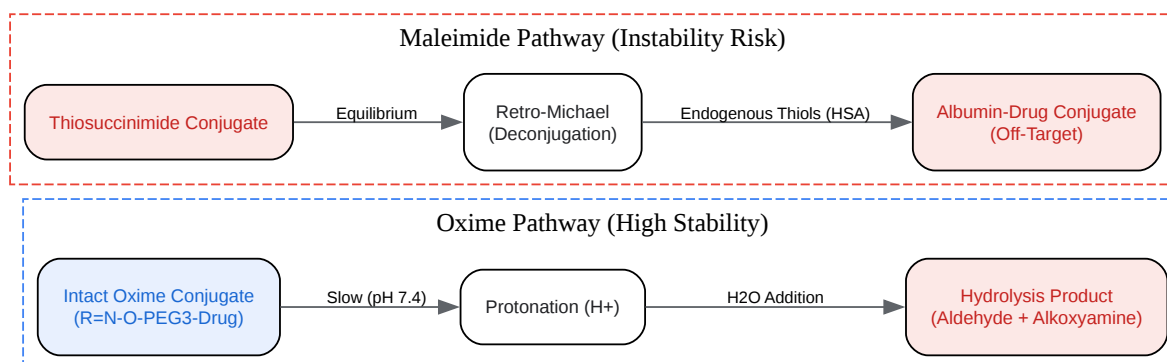 Maleimide Pathway (Instability Risk)
Thiosuccinimide Conjugate
Equilibrium
Retro-Michael
(Deconjugation)
Endogenous Thiols (HSA)
Albumin-Drug Conjugate
(Off-Target)
Oxime Pathway (High Stability)
Intact Oxime Conjugate
(R=N-O-PEG3-Drug)
Slow (pH 7.4)
Protonation (H+)
H2O Addition
Hydrolysis Product
(Aldehyde + Alkoxyamine)